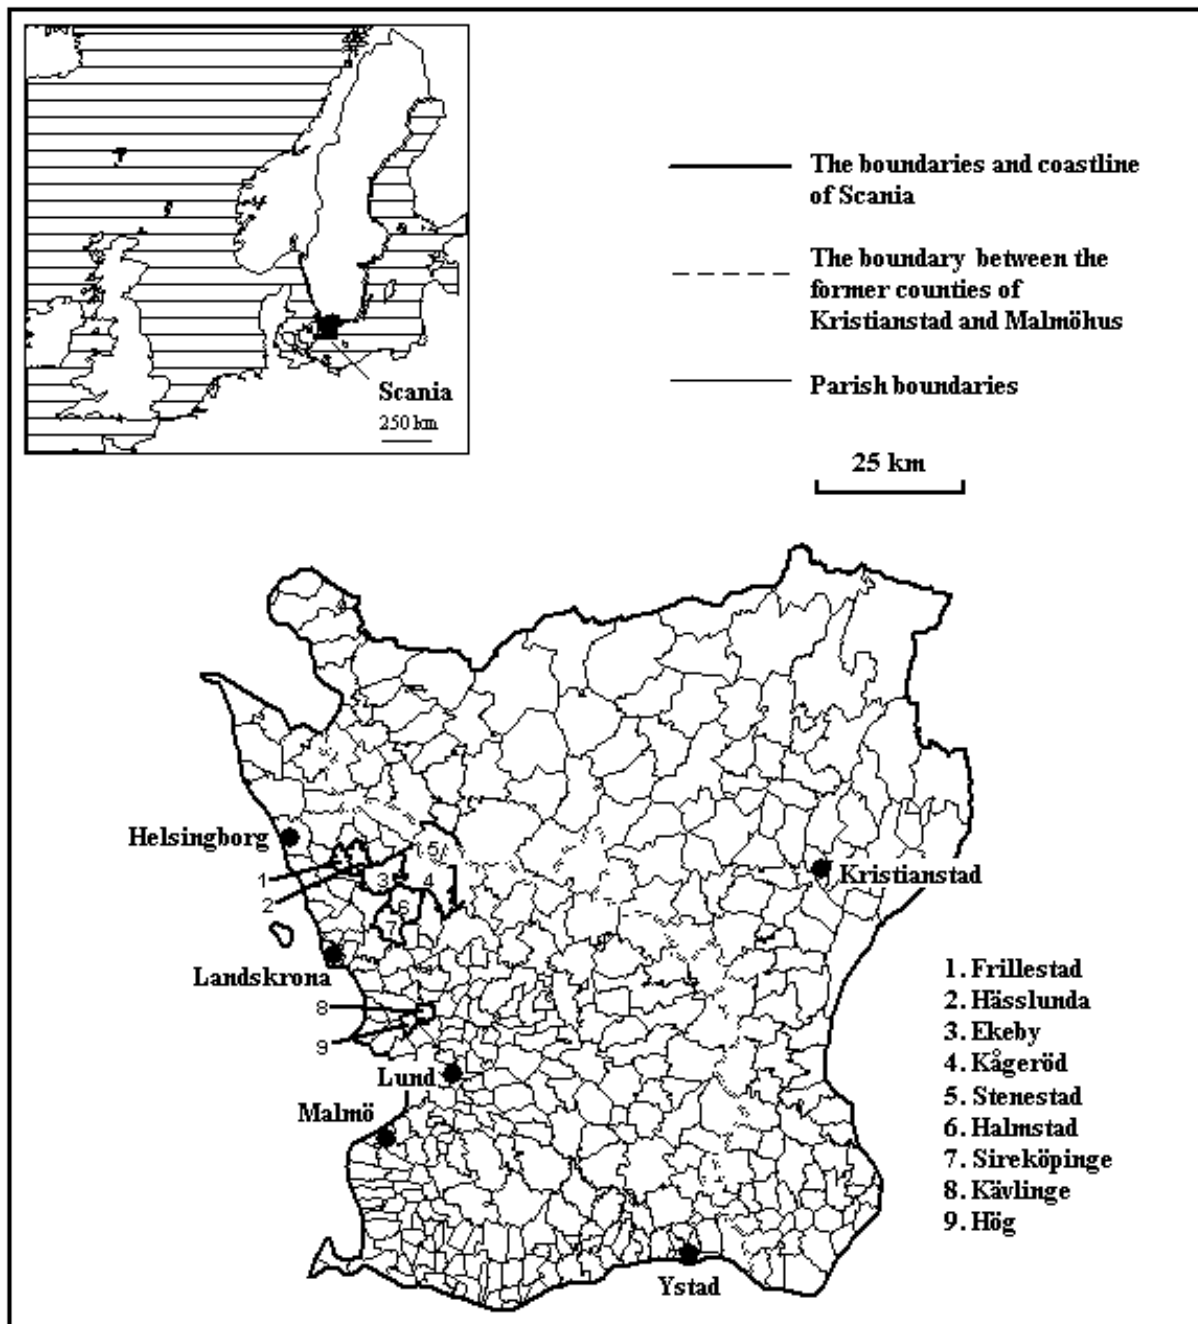 Scania
250 km
The boundaries and coastline
of Scania
The boundary between the
former counties of
Kristianstad and Malmöhus
Parish boundaries
25 km
Helsingborg
5
1
3
4
Kristianstad
2
6
7
Landskrona
8
9
Lund
Malmö
Ystad
1. Frillestad
2. Hässlunda
3. Ekeby
4. Kågeröd
5. Stenestad
6. Halmstad
7. Sireköpinge
8. Kävlinge
9. Hög